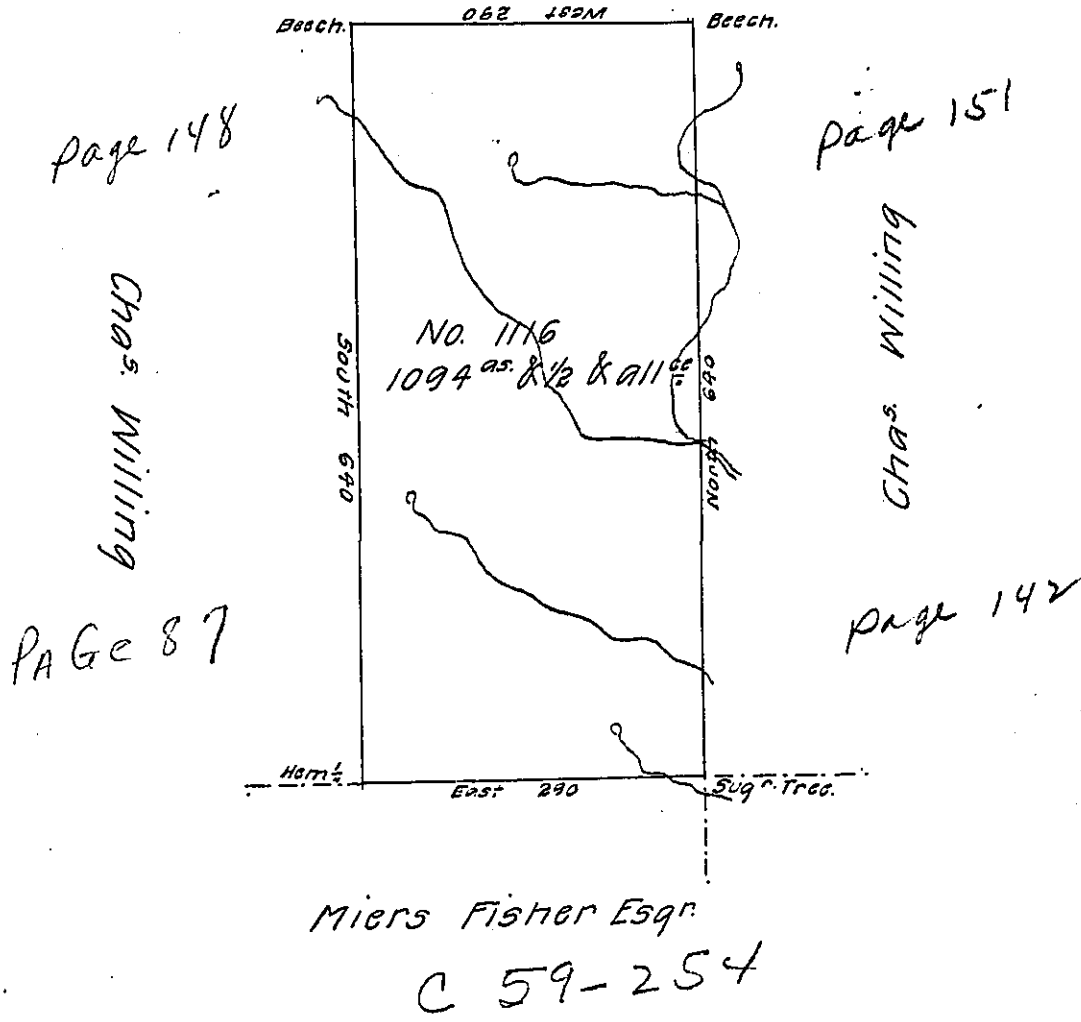 West 290
Beech.
Beech.
Page 148
Page 151
Chas. Willing
Chas. Willing
No. 1116
1094 as. & 1/2 & all ce
South 640
North 640
PAGe 87
Page 142
Hem
East 290
Sugr. Tree.
Miers Fisher Esqr.
C 59-254